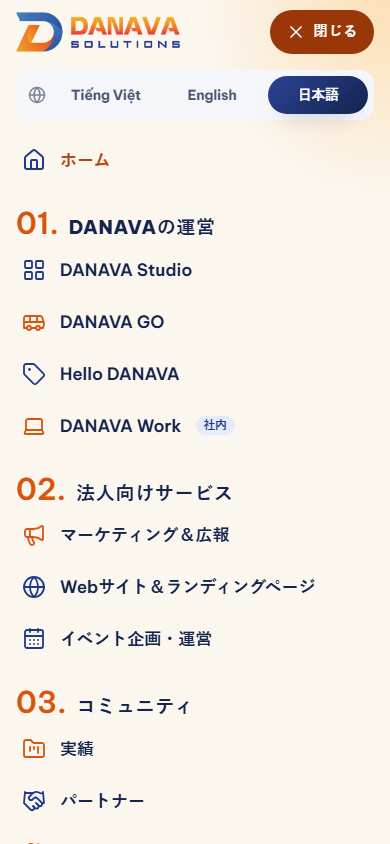 DANAVA
SOLUTIONS
閉じる
Tiếng Việt
English
日本語
ホーム
01. DANAVAの運営
DANAVA Studio
DANAVA GO
Hello DANAVA
DANAVA Work 社内
02. 法人向けサービス
マーケティング&広報
Webサイト&ランディングページ
イベント企画・運営
03. コミュニティ
実績
パートナー